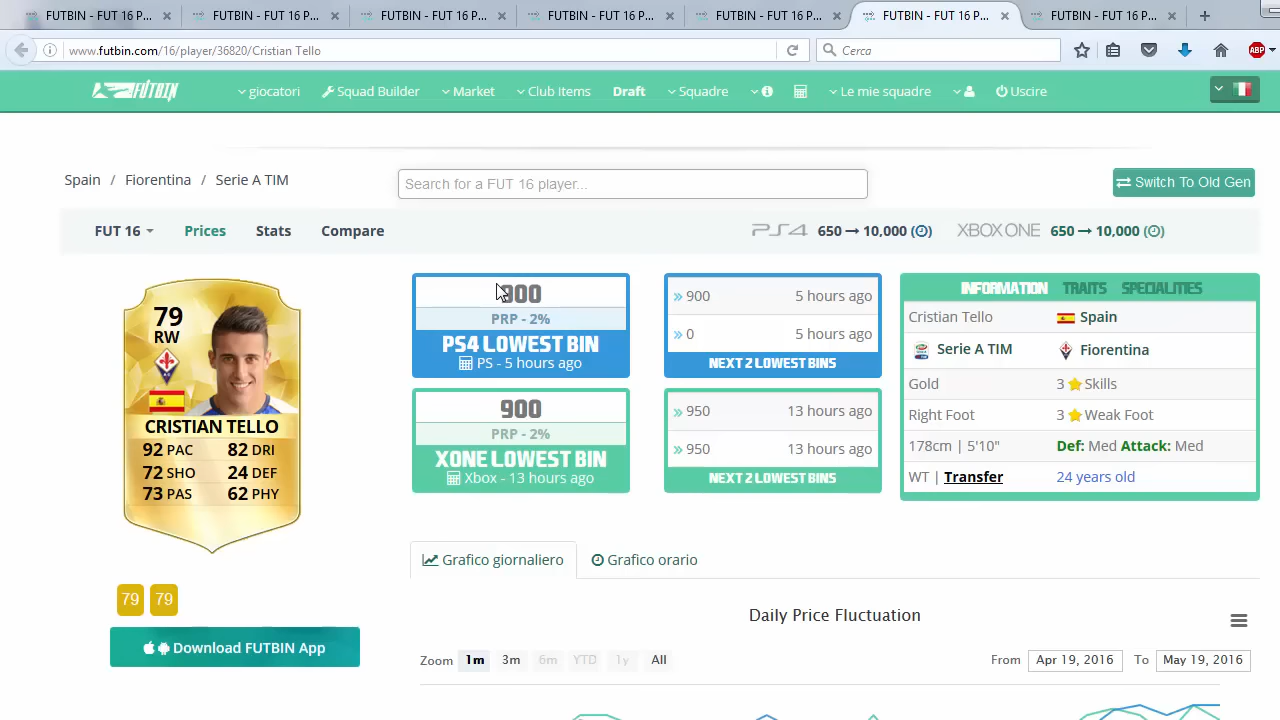 FUTBIN - FUT 16 P... FUTBIN - FUT 16 P... FUTBIN - FUT 16 P... FUTBIN - FUT 16 P... FUTBIN - FUT 16 P... FUTBIN - FUT 16 P... FUTBIN - FUT 16 P...
www.futbin.com/16/player/36820/Cristian Tello Cerca ABP
FUTBIN giocatori Squad Builder Market Club Items Draft Squadre Le mie squadre Uscire
Spain / Fiorentina / Serie A TIM Search for a FUT 16 player... Switch To Old Gen
FUT 16 Prices Stats Compare PS4 650 → 10,000 XBOX ONE 650 → 10,000
79
RW
CRISTIAN TELLO
92 PAC 82 DRI
72 SHO 24 DEF
73 PAS 62 PHY
79 79
Download FUTBIN App
900
PRP - 2%
PS4 LOWEST BIN
PS - 5 hours ago
» 900 5 hours ago
» 0 5 hours ago
NEXT 2 LOWEST BINS
900
PRP - 2%
XONE LOWEST BIN
Xbox - 13 hours ago
» 950 13 hours ago
» 950 13 hours ago
NEXT 2 LOWEST BINS
INFORMATION TRAITS SPECIALITIES
Cristian Tello Spain
Serie A TIM Fiorentina
Gold 3 Skills
Right Foot 3 Weak Foot
178cm | 5'10" Def: Med Attack: Med
WT | Transfer 24 years old
Grafico giornaliero Grafico orario
Daily Price Fluctuation
Zoom 1m 3m 6m YTD 1y All From Apr 19, 2016 To May 19, 2016